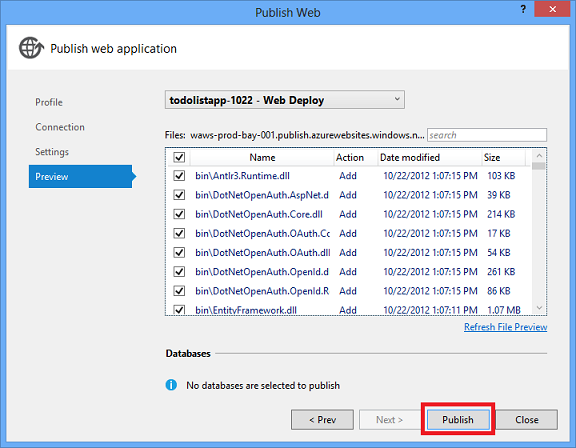 Publish Web
?
Publish web application
Profile
Connection
Settings
Preview
todolistapp-1022 - Web Deploy
Files: waws-prod-bay-001.publish.azurewebsites.windows.n... search
Name Action Date modified Size
bin\Antlr3.Runtime.dll Add 10/22/2012 1:07:15 PM 103 KB
bin\DotNetOpenAuth.AspNet.d Add 10/22/2012 1:07:15 PM 39 KB
bin\DotNetOpenAuth.Core.dll Add 10/22/2012 1:07:15 PM 214 KB
bin\DotNetOpenAuth.OAuth.Cc Add 10/22/2012 1:07:15 PM 17 KB
bin\DotNetOpenAuth.OAuth.dll Add 10/22/2012 1:07:15 PM 54 KB
bin\DotNetOpenAuth.OpenId.d Add 10/22/2012 1:07:15 PM 261 KB
bin\DotNetOpenAuth.OpenId.R Add 10/22/2012 1:07:15 PM 86 KB
bin\EntityFramework.dll Add 10/22/2012 1:07:11 PM 1.07 MB
Refresh File Preview
Databases
No databases are selected to publish
< Prev Next > Publish Close